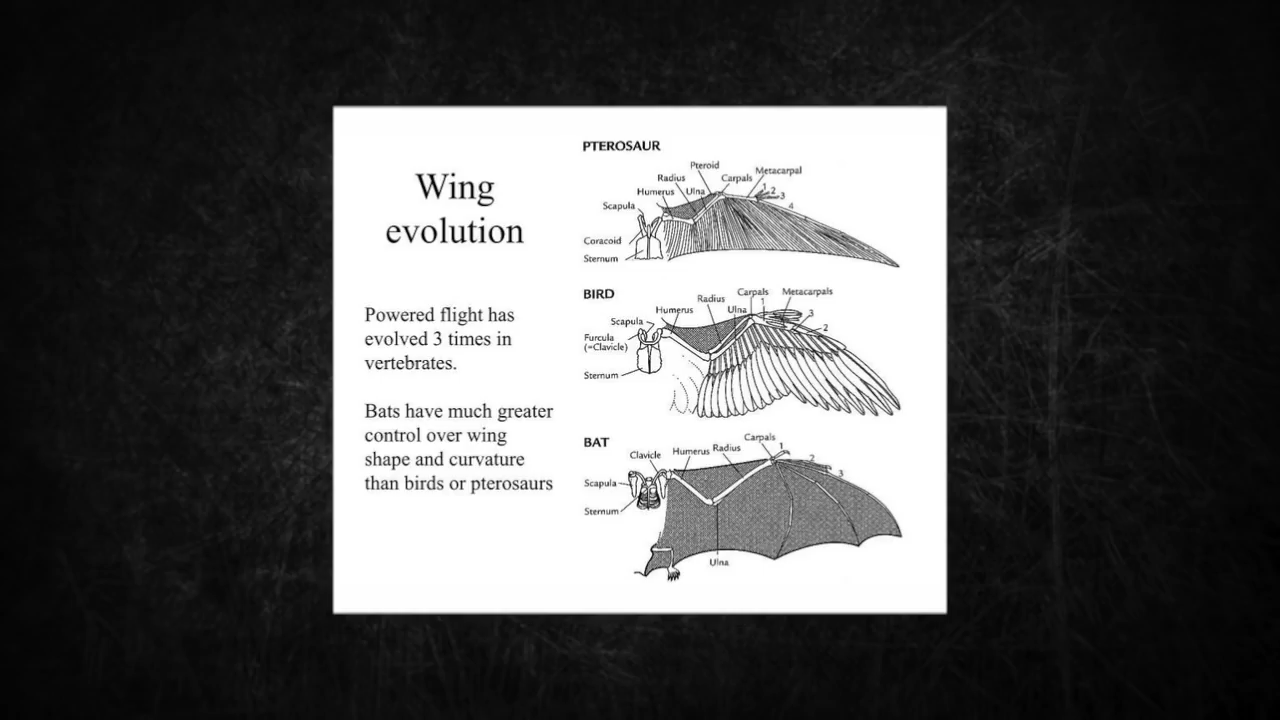 Wing
evolution
Powered flight has
evolved 3 times in
vertebrates.
Bats have much greater
control over wing
shape and curvature
than birds or pterosaurs
PTEROSAUR
Pteroid
Metacarpal
Radius
Carpals
Humerus
Ulna
1
2
3
4
Scapula
Coracoid
Sternum
BIRD
Carpals
Metacarpals
Radius
1
Humerus
Ulna
3
Scapula
2
Furcula
(=Clavicle)
Sternum
BAT
Carpals
1
Clavicle
Humerus
Radius
2
3
Scapula
Sternum
Ulna